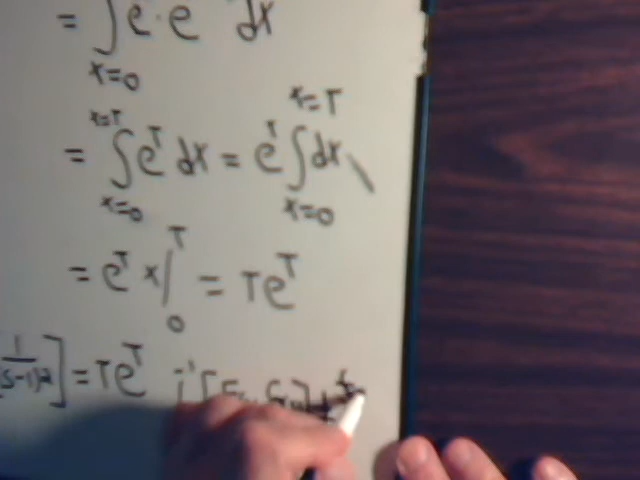 = ∫ e · e dx
x=0
x=T x=T
= ∫ e^T dx = e^T ∫ dx
x=0 x=0
= e^T x |_0^T = Te^T
1/(s-1)^2] = Te^T